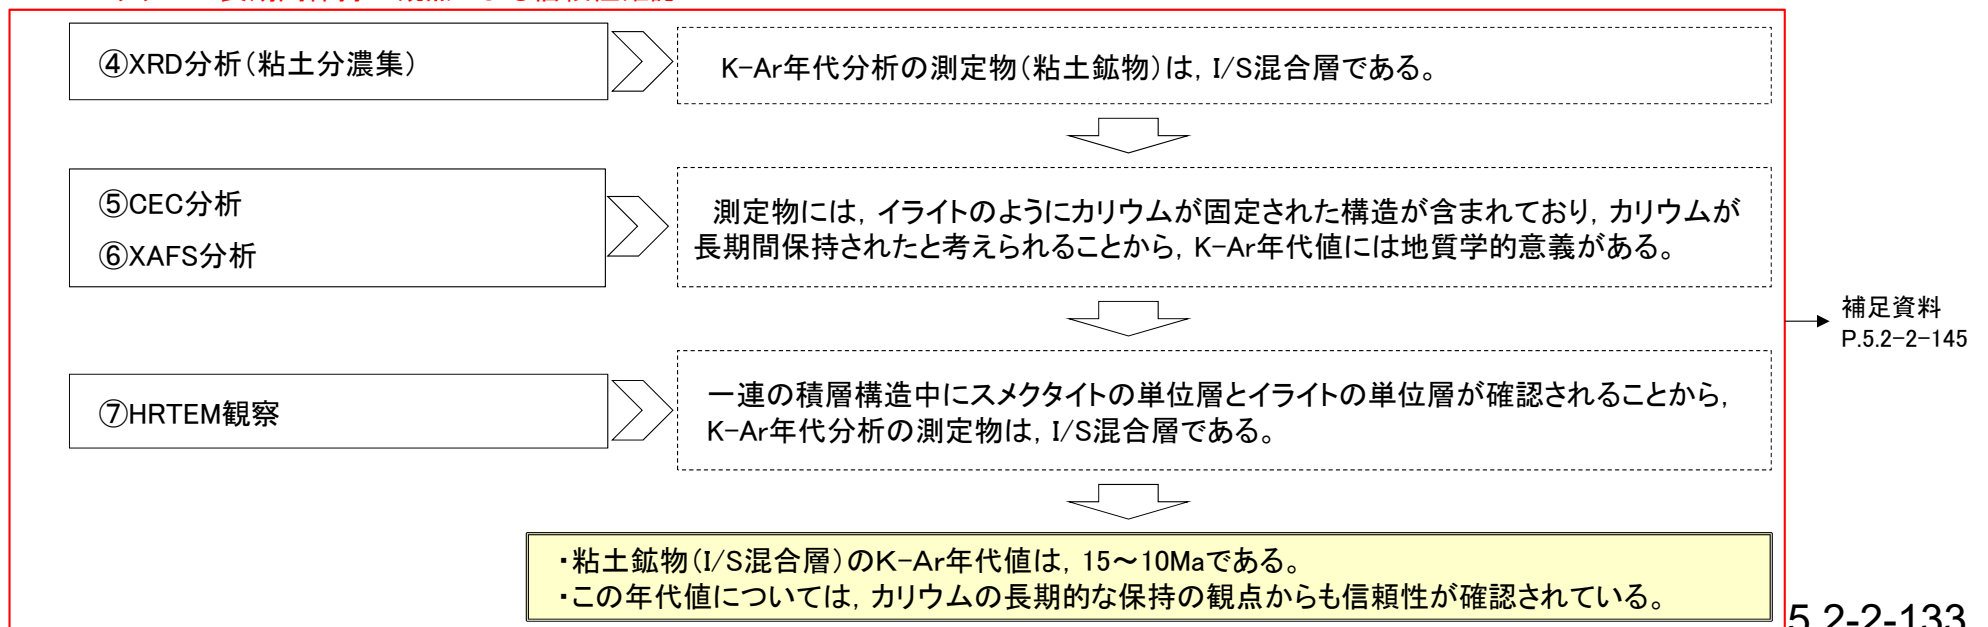 ④XRD分析（粘土分濃集）
K-Ar年代分析の測定物（粘土鉱物）は，I/S混合層である。
⑤CEC分析
⑥XAFS分析
測定物には，イライトのようにカリウムが固定された構造が含まれており，カリウムが
長期間保持されたと考えられることから，K-Ar年代値には地質学的意義がある。
補足資料
P.5.2-2-145
⑦HRTEM観察
一連の積層構造中にスメクタイトの単位層とイライトの単位層が確認されることから，
K-Ar年代分析の測定物は，I/S混合層である。
・粘土鉱物（I/S混合層）のK-Ar年代値は，15～10Maである。
・この年代値については，カリウムの長期的な保持の観点からも信頼性が確認されている。
5.2-2-133